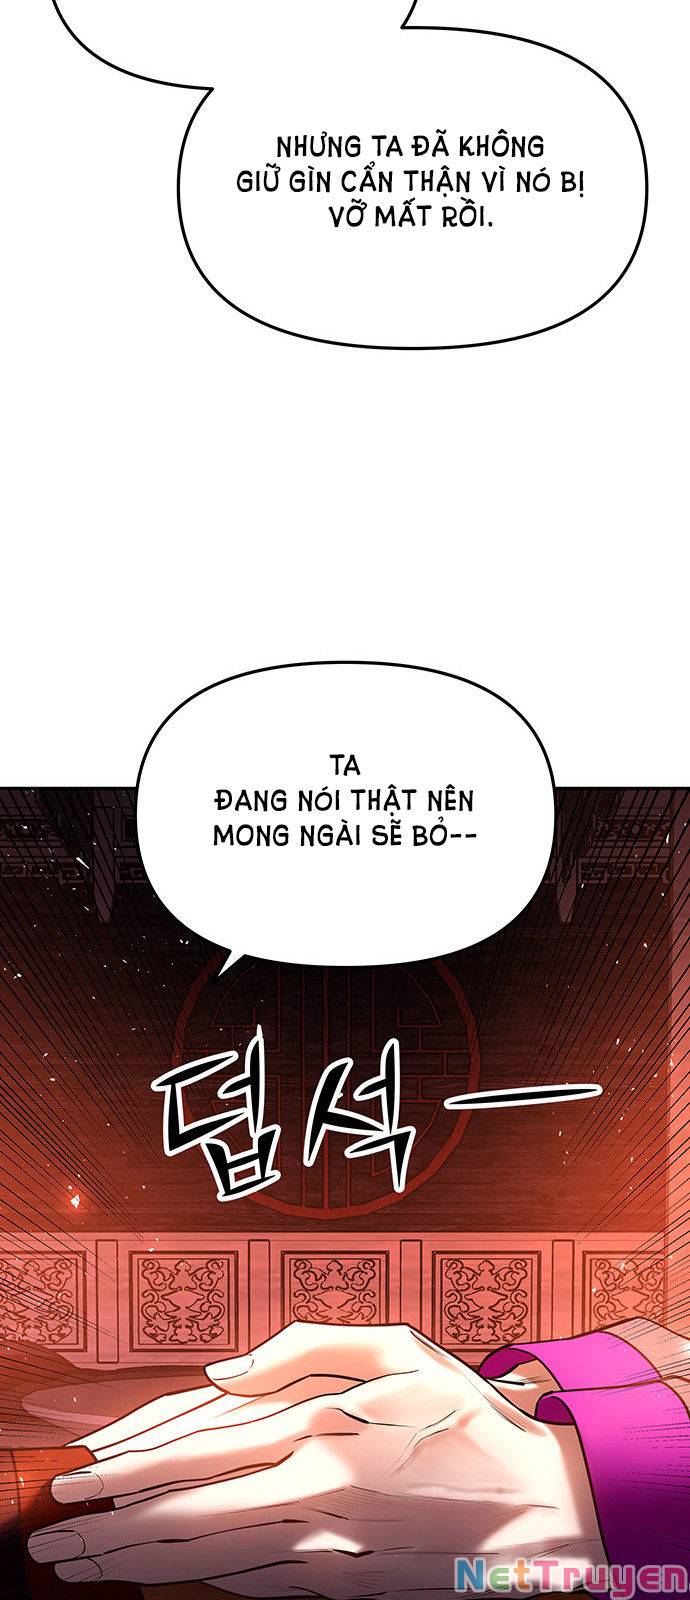 NHƯNG TA ĐÃ KHÔNG
GIỮ GÌN CẨN THẬN VÌ NÓ BỊ
VỠ MẤT RỒI.
TA
ĐANG NÓI THẬT NÊN
MONG NGÀI SẼ BỎ--
덥석
NetTruyen